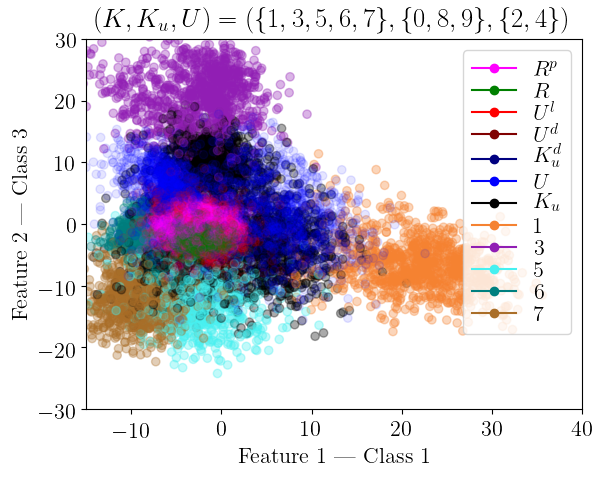 (K, K_u, U) = ({1, 3, 5, 6, 7}, {0, 8, 9}, {2, 4})
30
20
10
0
−10
−20
−30
Feature 2 — Class 3
R^p
R
U^l
U^d
K_u^d
U
K_u
1
3
5
6
7
−10
0
10
20
30
40
Feature 1 — Class 1